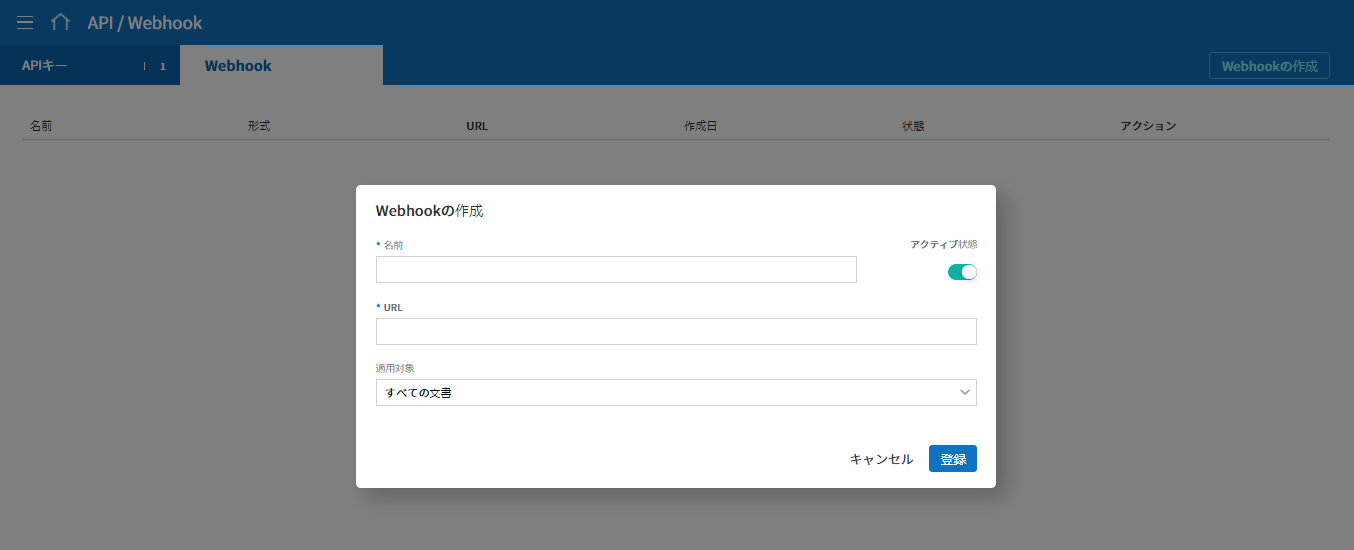 API / Webhook
APIキー 1
Webhook
Webhookの作成
名前 形式 URL 作成日 状態 アクション
Webhookの作成
* 名前
アクティブ状態
* URL
適用対象
すべての文書
キャンセル 登録